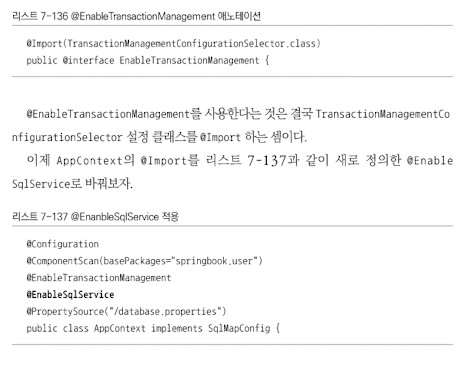 리스트 7-136 @EnableTransactionManagement 애노테이션
@Import(TransactionManagementConfigurationSelector.class)
public @interface EnableTransactionManagement {
@EnableTransactionManagement를 사용한다는 것은 결국 TransactionManagementCo
nfigurationSelector 설정 클래스를 @Import 하는 셈이다.
이제 AppContext의 @Import를 리스트 7-137과 같이 새로 정의한 @Enable
SqlService로 바꿔보자.
리스트 7-137 @EnanbleSqlService 적용
@Configuration
@ComponentScan(basePackages="springbook.user")
@EnableTransactionManagement
@EnableSqlService
@PropertySource("/database.properties")
public class AppContext implements SqlMapConfig {